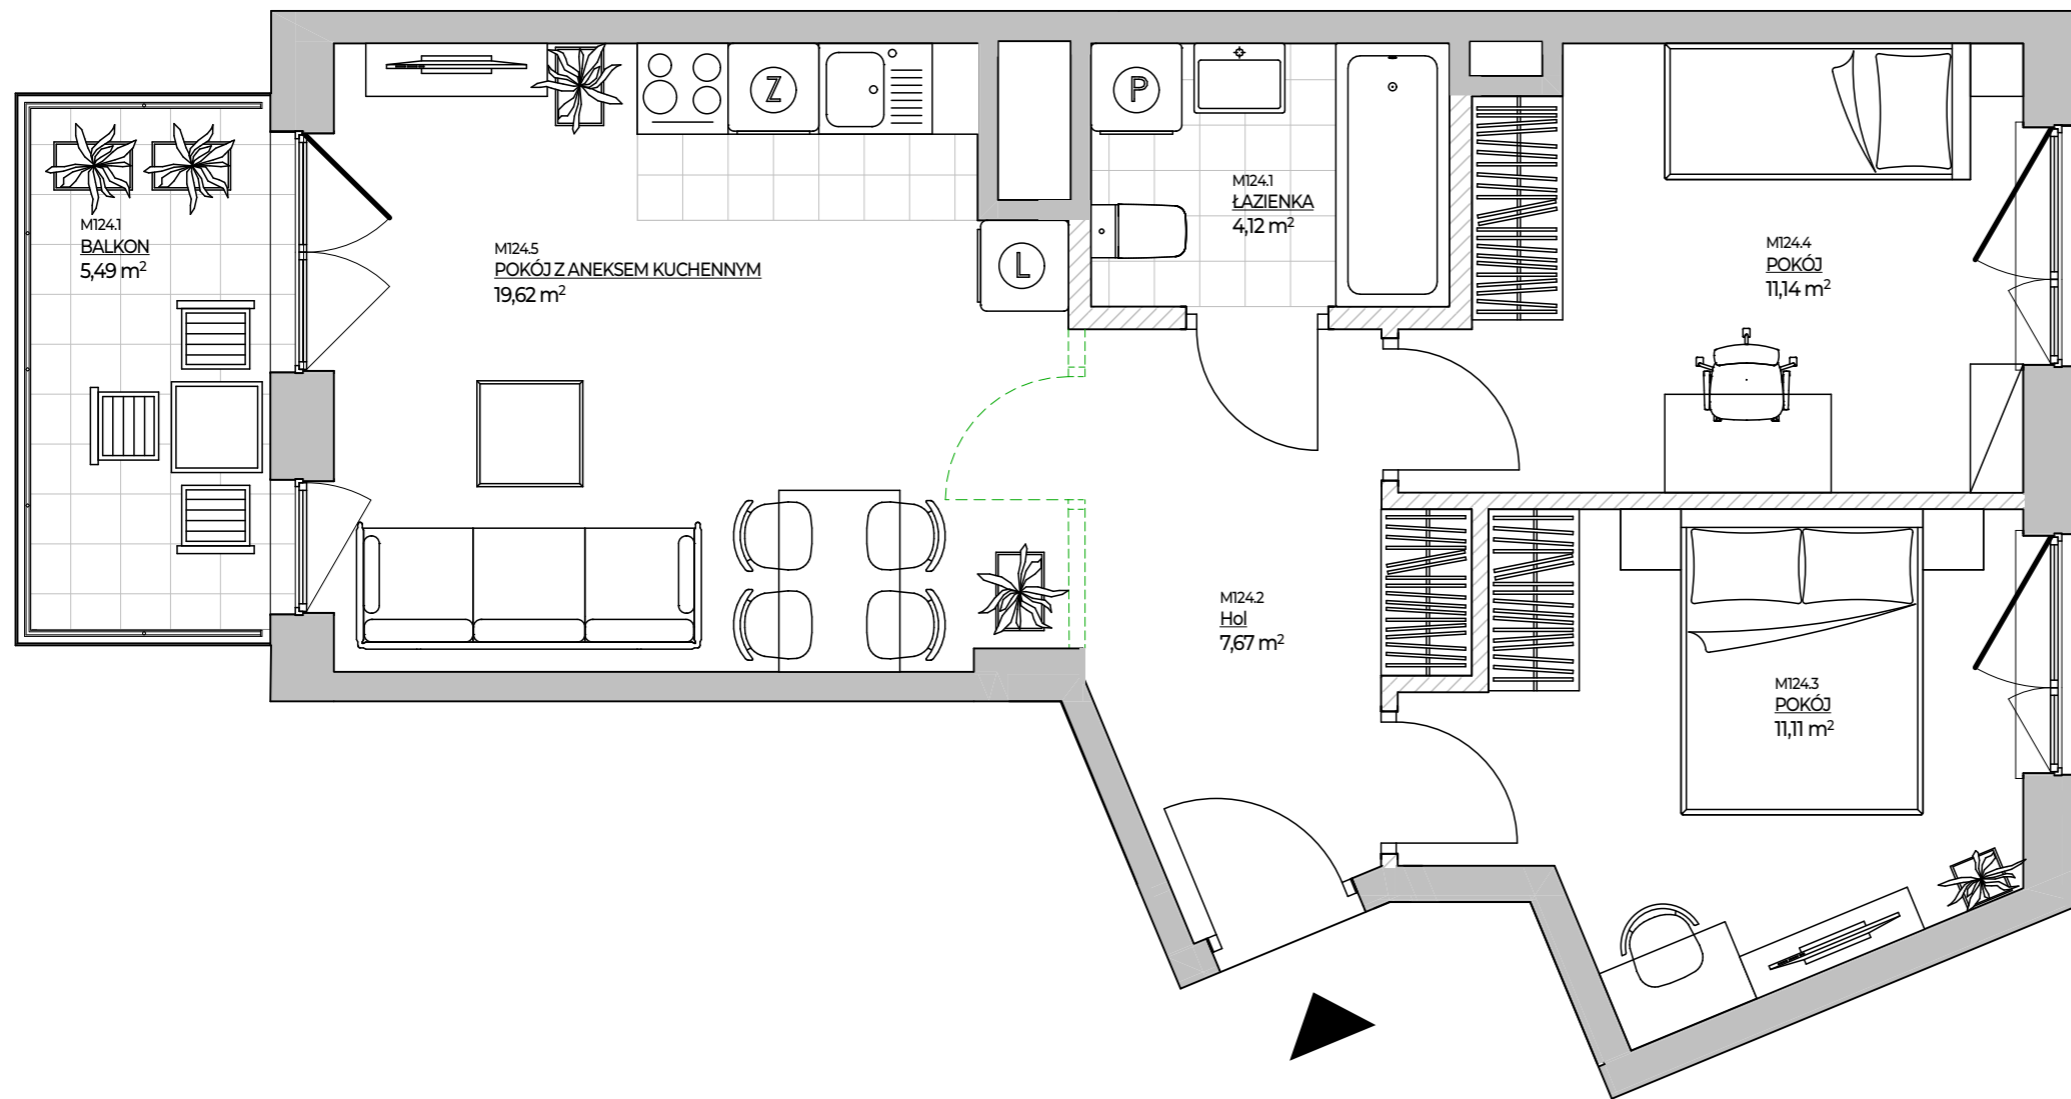 M124.1
BALKON
5,49 m²
M124.5
POKÓJ Z ANEKSEM KUCHENNYM
19,62 m²
Z
L
P
M124.1
ŁAZIENKA
4,12 m²
M124.4
POKÓJ
11,14 m²
M124.2
Hol
7,67 m²
M124.3
POKÓJ
11,11 m²